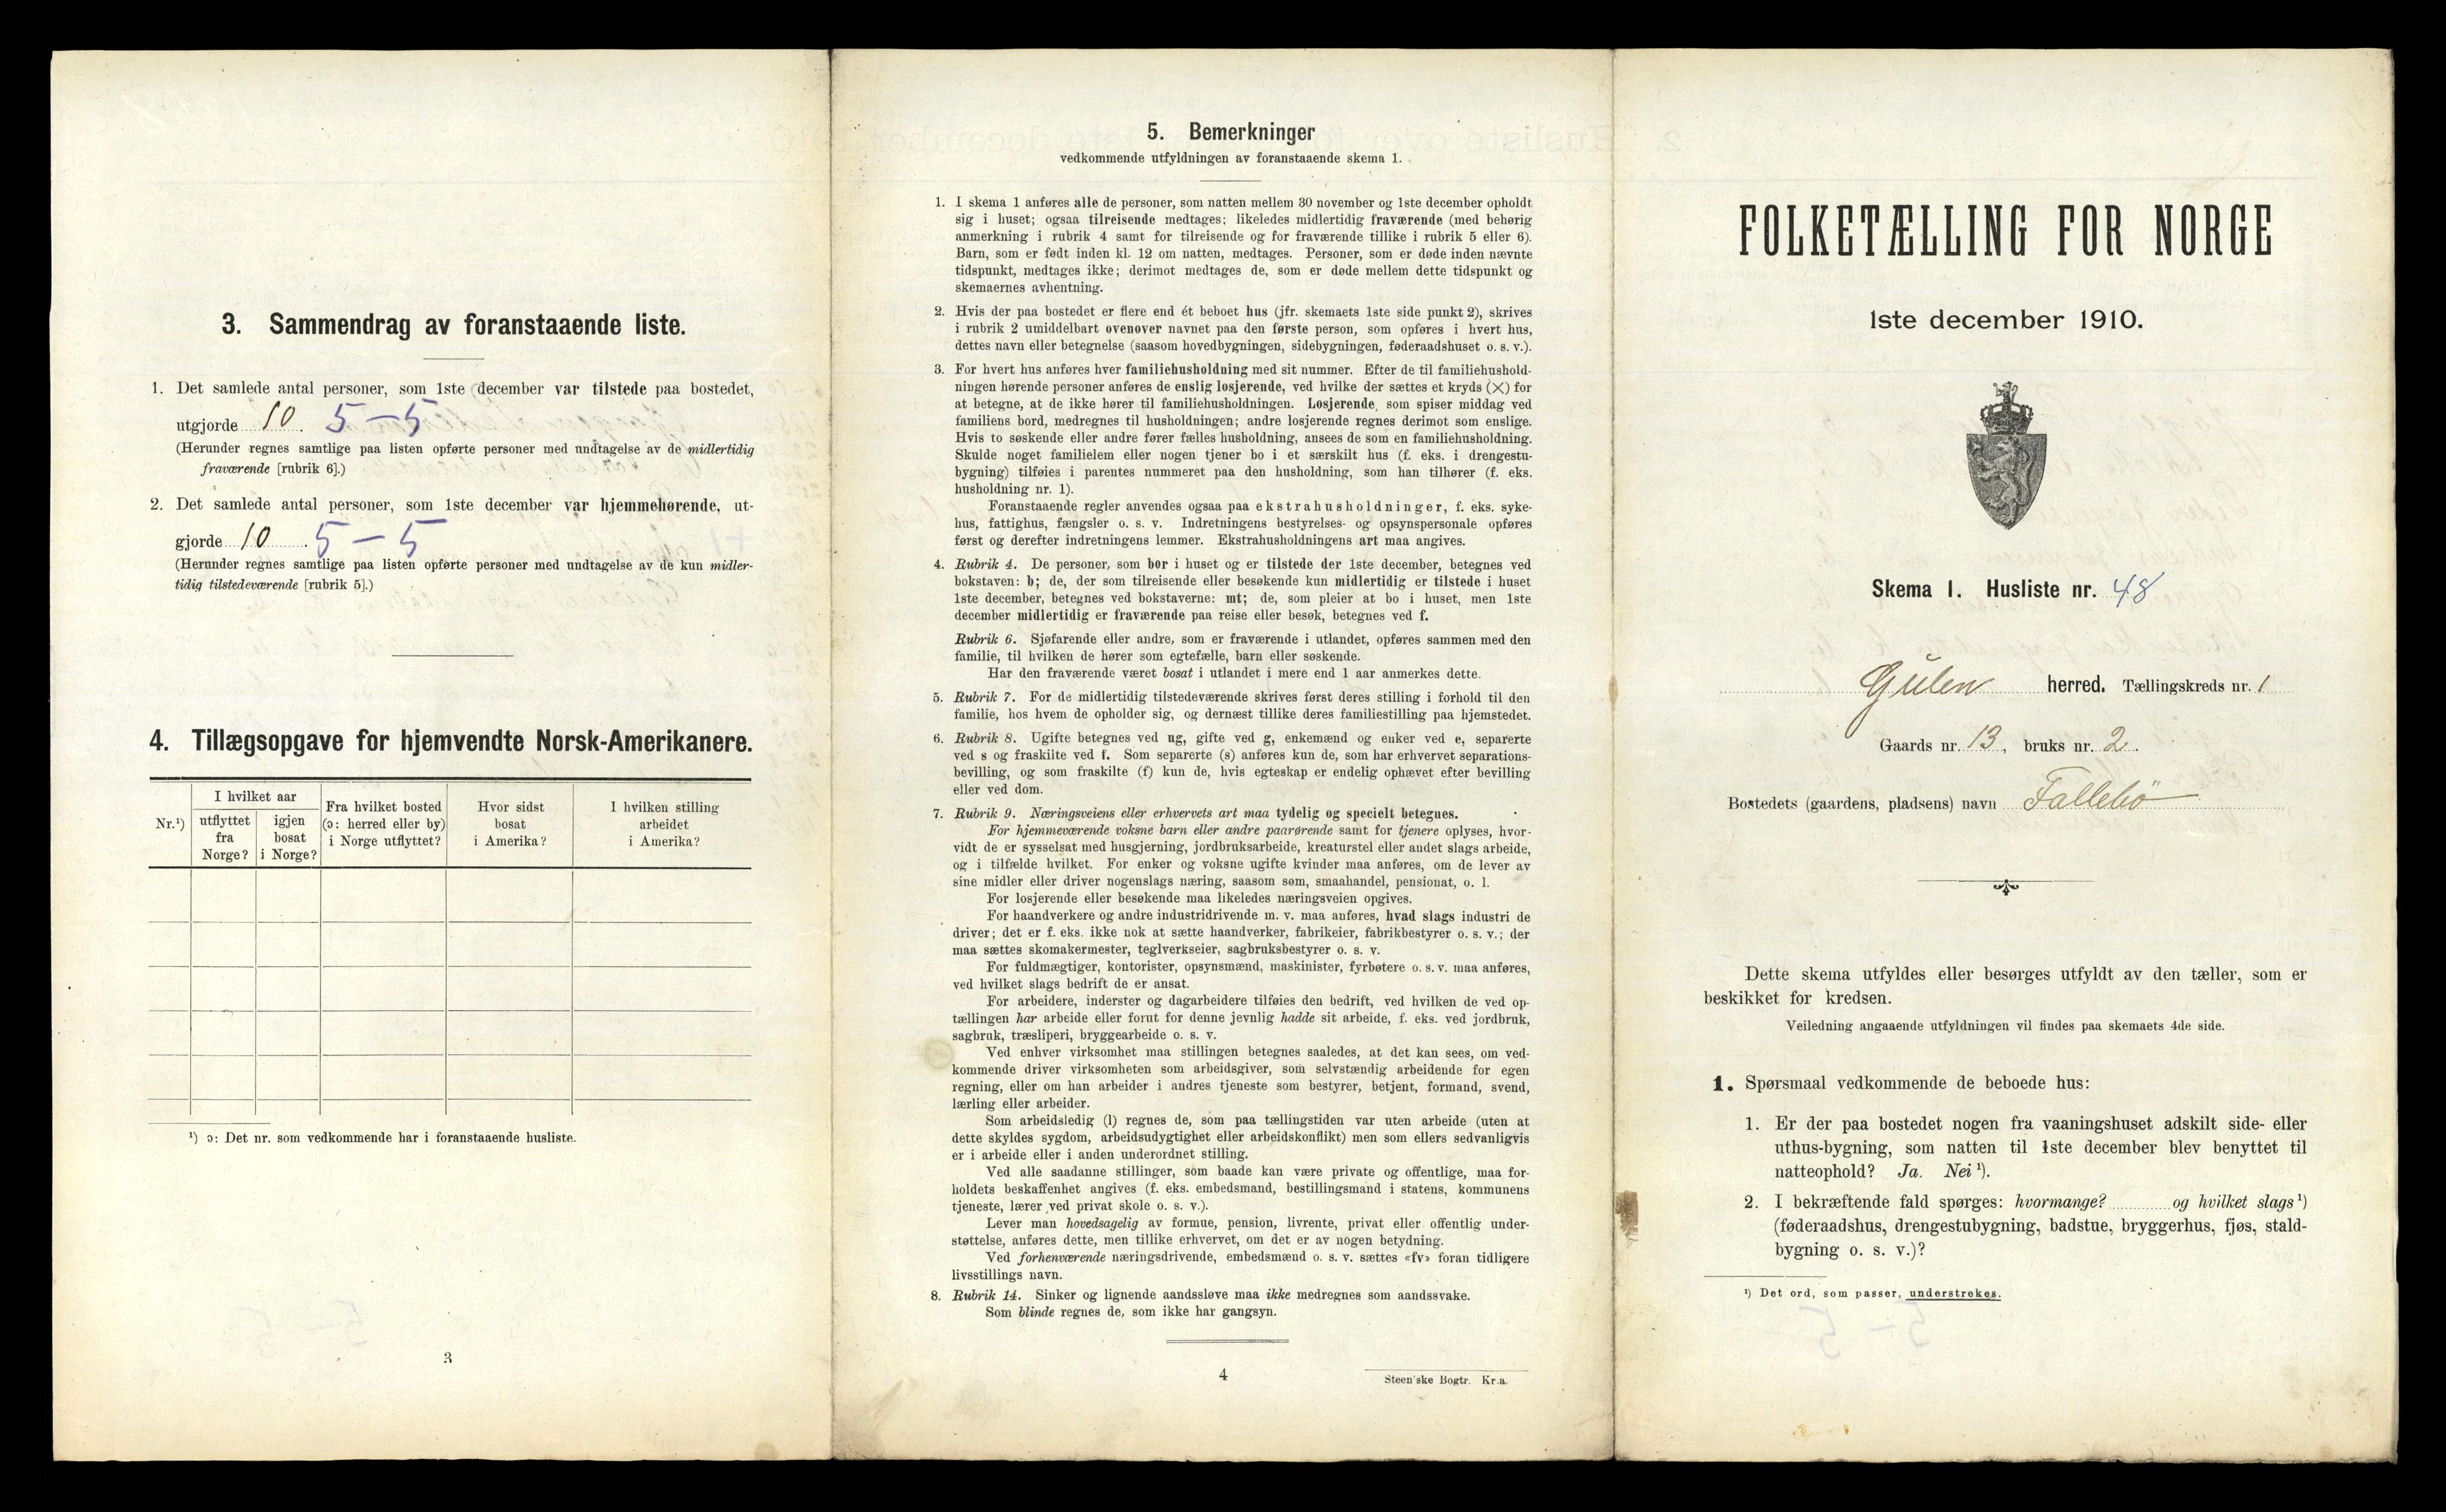 3. Sammendrag av foranstaaende liste.
1. Det samlede antal personer, som 1ste december var tilstede paa bostedet,
utgjorde 10. 5 – 5
(Herunder regnes samtlige paa listen opførte personer med undtagelse av de midlertidig
fraværende [rubrik 6].)
2. Det samlede antal personer, som 1ste december var hjemmehørende, ut-
gjorde 10. 5 – 5
(Herunder regnes samtlige paa listen opførte personer med undtagelse av de kun midler-
tidig tilstedeværende [rubrik 5].)
4. Tillægsopgave for hjemvendte Norsk-Amerikanere.
Nr.¹)
I hvilket aar
utflyttet
fra
Norge?
igjen
bosat
i Norge?
Fra hvilket bosted
(ɔ: herred eller by)
i Norge utflyttet?
Hvor sidst
bosat
i Amerika?
I hvilken stilling
arbeidet
i Amerika?
¹) ɔ: Det nr. som vedkommende har i foranstaaende husliste.
3
5. Bemerkninger
vedkommende utfyldningen av foranstaaende skema 1.
1. I skema 1 anføres alle de personer, som natten mellem 30 november og 1ste december opholdt
sig i huset; ogsaa tilreisende medtages; likeledes midlertidig fraværende (med behørig
anmerkning i rubrik 4 samt for tilreisende og for fraværende tillike i rubrik 5 eller 6).
Barn, som er født inden kl. 12 om natten, medtages. Personer, som er døde inden nævnte
tidspunkt, medtages ikke; derimot medtages de, som er døde mellem dette tidspunkt og
skemaernes avhentning.
2. Hvis der paa bostedet er flere end ét beboet hus (jfr. skemaets 1ste side punkt 2), skrives
i rubrik 2 umiddelbart ovenover navnet paa den første person, som opføres i hvert hus,
dettes navn eller betegnelse (saasom hovedbygningen, sidebygningen, føderaadshuset o. s. v.).
3. For hvert hus anføres hver familiehusholdning med sit nummer. Efter de til familiehushold-
ningen hørende personer anføres de enslig losjerende, ved hvilke der sættes et kryds (×) for
at betegne, at de ikke hører til familiehusholdningen. Losjerende, som spiser middag ved
familiens bord, medregnes til husholdningen; andre losjerende regnes derimot som enslige.
Hvis to søskende eller andre fører fælles husholdning, ansees de som en familiehusholdning.
Skulde noget familielem eller nogen tjener bo i et særskilt hus (f. eks. i drengestu-
bygning) tilføies i parentes nummeret paa den husholdning, som han tilhører (f. eks.
husholdning nr. 1).
Foranstaaende regler anvendes ogsaa paa ekstrahusholdninger, f. eks. syke-
hus, fattighus, fængsler o. s. v. Indretningens bestyrelses- og opsynspersonale opføres
først og derefter indretningens lemmer. Ekstrahusholdningens art maa angives.
4. Rubrik 4. De personer, som bor i huset og er tilstede der 1ste december, betegnes ved
bokstaven: b; de, der som tilreisende eller besøkende kun midlertidig er tilstede i huset
1ste december, betegnes ved bokstaverne: mt; de, som pleier at bo i huset, men 1ste
december midlertidig er fraværende paa reise eller besøk, betegnes ved f.
Rubrik 6. Sjøfarende eller andre, som er fraværende i utlandet, opføres sammen med den
familie, til hvilken de hører som egtefælle, barn eller søskende.
Har den fraværende været bosat i utlandet i mere end 1 aar anmerkes dette.
5. Rubrik 7. For de midlertidig tilstedeværende skrives først deres stilling i forhold til den
familie, hos hvem de opholder sig, og dernæst tillike deres familiestilling paa hjemstedet.
6. Rubrik 8. Ugifte betegnes ved ug, gifte ved g, enkemænd og enker ved e, separerte
ved s og fraskilte ved f. Som separerte (s) anføres kun de, som har erhvervet separations-
bevilling, og som fraskilte (f) kun de, hvis egteskap er endelig ophævet efter bevilling
eller ved dom.
7. Rubrik 9. Næringsveiens eller erhvervets art maa tydelig og specielt betegnes.
For hjemmeværende voksne barn eller andre paarørende samt for tjenere oplyses, hvor-
vidt de er sysselsat med husgjerning, jordbruksarbeide, kreaturstel eller andet slags arbeide,
og i tilfælde hvilket. For enker og voksne ugifte kvinder maa anføres, om de lever av
sine midler eller driver nogenslags næring, saasom søm, smaahandel, pensionat, o. l.
For losjerende eller besøkende maa likeledes næringsveien opgives.
For haandverkere og andre industridrivende m. v. maa anføres, hvad slags industri de
driver; det er f. eks. ikke nok at sætte haandverker, fabrikeier, fabrikbestyrer o. s. v.; der
maa sættes skomakermester, teglverkseier, sagbruksbestyrer o. s. v.
For fuldmægtiger, kontorister, opsynsmænd, maskinister, fyrbøtere o. s. v. maa anføres,
ved hvilket slags bedrift de er ansat.
For arbeidere, inderster og dagarbeidere tilføies den bedrift, ved hvilken de ved op-
tællingen har arbeide eller forut for denne jevnlig hadde sit arbeide, f. eks. ved jordbruk,
sagbruk, træsliperi, bryggearbeide o. s. v.
Ved enhver virksomhet maa stillingen betegnes saaledes, at det kan sees, om ved-
kommende driver virksomheten som arbeidsgiver, som selvstændig arbeidende for egen
regning, eller om han arbeider i andres tjeneste som bestyrer, betjent, formand, svend,
lærling eller arbeider.
Som arbeidsledig (l) regnes de, som paa tællingstiden var uten arbeide (uten at
dette skyldes sygdom, arbeidsudygtighet eller arbeidskonflikt) men som ellers sedvanligvis
er i arbeide eller i anden underordnet stilling.
Ved alle saadanne stillinger, som baade kan være private og offentlige, maa for-
holdets beskaffenhet angives (f. eks. embedsmand, bestillingsmand i statens, kommunens
tjeneste, lærer ved privat skole o. s. v.).
Lever man hovedsagelig av formue, pension, livrente, privat eller offentlig under-
støttelse, anføres dette, men tillike erhvervet, om det er av nogen betydning.
Ved forhenværende næringsdrivende, embedsmænd o. s. v. sættes «fv» foran tidligere
livsstillings navn.
8. Rubrik 14. Sinker og lignende aandssløve maa ikke medregnes som aandssvake.
Som blinde regnes de, som ikke har gangsyn.
4
Steen'ske Bogtr. Kr.a.
FOLKETÆLLING FOR NORGE
1ste december 1910.
Skema 1. Husliste nr. 48
Gulen herred. Tællingskreds nr. 1
Gaards nr. 13, bruks nr. 2.
Bostedets (gaardens, pladsens) navn Fallebö
Dette skema utfyldes eller besørges utfyldt av den tæller, som er
beskikket for kredsen.
Veiledning angaaende utfyldningen vil findes paa skemaets 4de side.
1. Spørsmaal vedkommende de beboede hus:
1. Er der paa bostedet nogen fra vaaningshuset adskilt side- eller
uthus-bygning, som natten til 1ste december blev benyttet til
natteophold? Ja. Nei ¹).
2. I bekræftende fald spørges: hvormange? og hvilket slags ¹)
(føderaadshus, drengestubygning, badstue, bryggerhus, fjøs, stald-
bygning o. s. v.)?
¹) Det ord, som passer, understrekes.